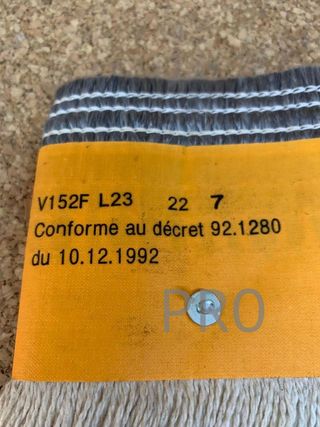 V152F L23 22 7
Conforme au décret 92.1280
du 10.12.1992
PRO